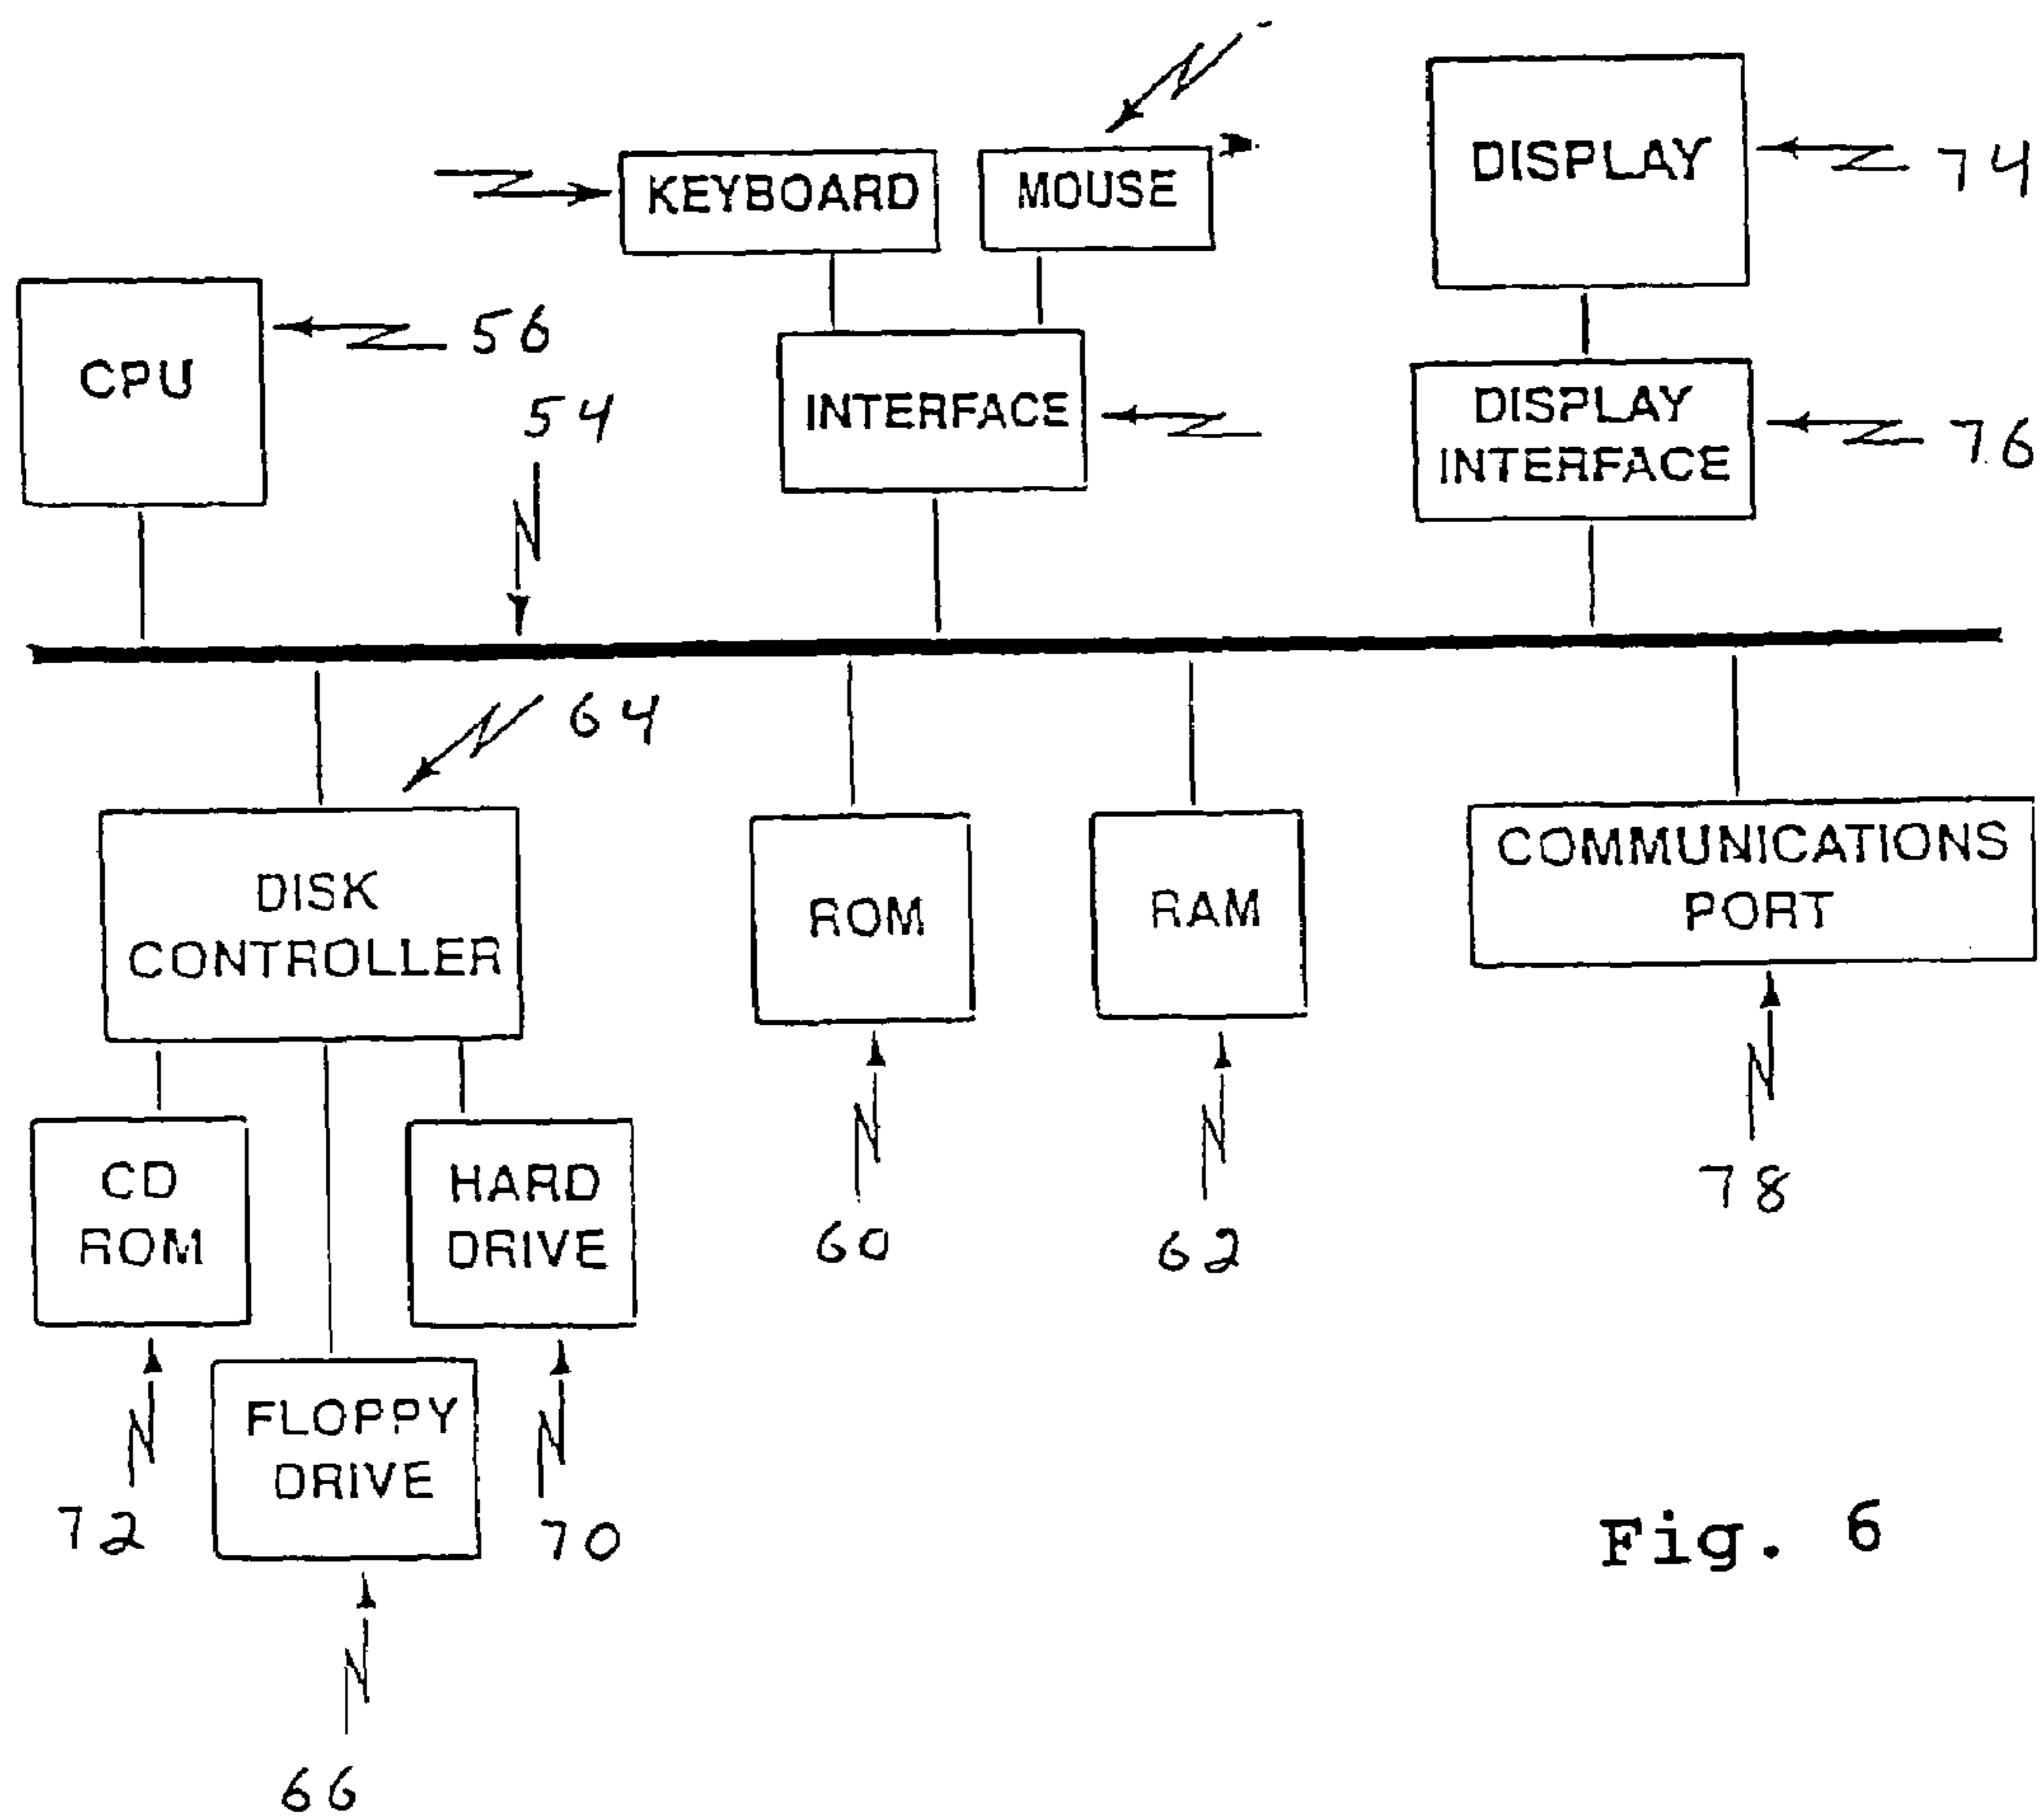 KEYBOARD
MOUSE
DISPLAY
74
CPU
56
54
INTERFACE
DISPLAY
INTERFACE
76
64
DISK
CONTROLLER
ROM
RAM
COMMUNICATIONS
PORT
CD
ROM
HARD
DRIVE
60
62
78
FLOPPY
DRIVE
72
70
66
Fig. 6